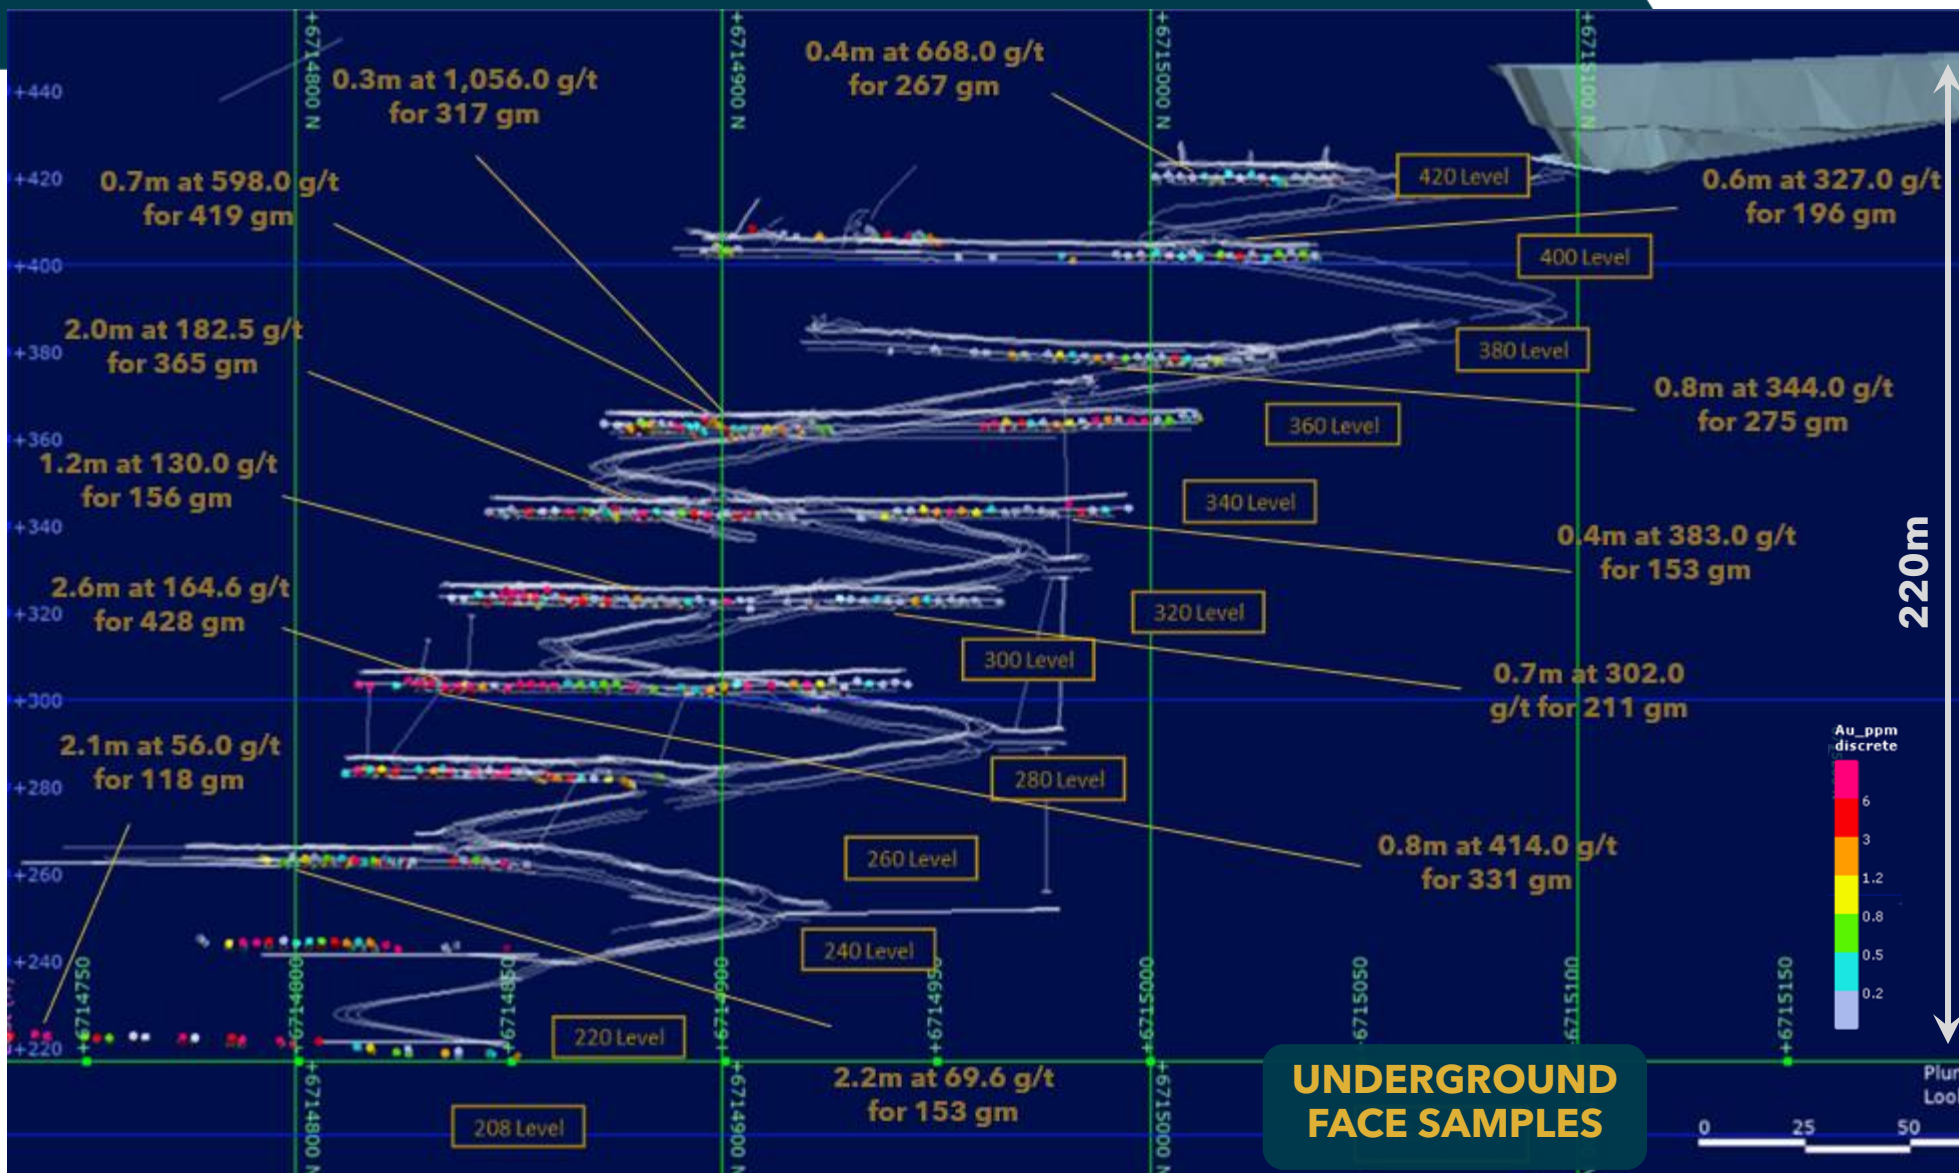 +6714800 N
+6714900 N
+6715000 N
+6715100 N
+440
+420
+400
+380
+360
+340
+320
+300
+280
+260
+240
+220
0.3m at 1,056.0 g/t
for 317 gm
0.4m at 668.0 g/t
for 267 gm
0.7m at 598.0 g/t
for 419 gm
0.6m at 327.0 g/t
for 196 gm
2.0m at 182.5 g/t
for 365 gm
0.8m at 344.0 g/t
for 275 gm
1.2m at 130.0 g/t
for 156 gm
0.4m at 383.0 g/t
for 153 gm
2.6m at 164.6 g/t
for 428 gm
0.7m at 302.0
g/t for 211 gm
2.1m at 56.0 g/t
for 118 gm
0.8m at 414.0 g/t
for 331 gm
2.2m at 69.6 g/t
for 153 gm
420 Level
400 Level
380 Level
360 Level
340 Level
320 Level
300 Level
280 Level
260 Level
240 Level
220 Level
208 Level
220m
Au_ppm
discrete
6
3
1.2
0.8
0.5
0.2
+6714750
+6714800
+6714850
+6714900
+6714950
+6715000
+6715050
+6715100
+6715150
+6714800 N
+6714900 N
+6715000 N
UNDERGROUND
FACE SAMPLES
Plun
Look
0 25 50